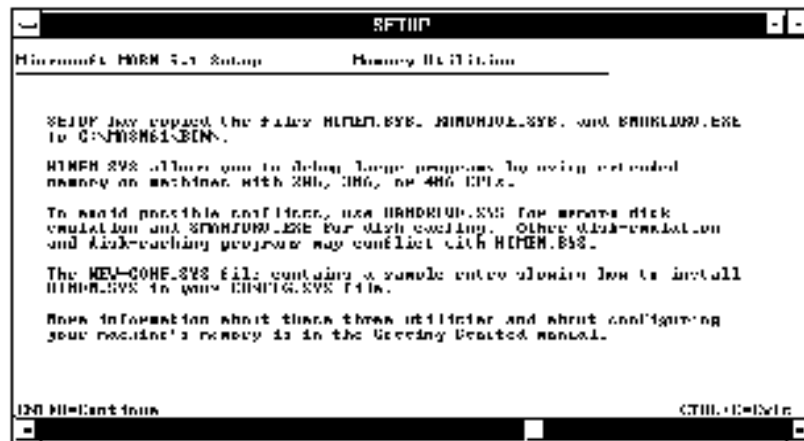 SETUP
Microsoft MASM 6.1 Setup Memory Utilities
SETUP has copied the files HIMEM.SYS, RAMDRIVE.SYS, and SMARTDRV.EXE
to C:\MASM61\BIN\.
HIMEM.SYS allows you to debug large programs by using extended
memory on machines with 286, 386, or 486 CPUs.
To avoid possible conflicts, use RAMDRIVE.SYS for memory disk
emulation and SMARTDRV.EXE for disk caching. Other disk-emulation
and disk-caching programs may conflict with HIMEM.SYS.
The NEW-CONF.SYS file contains a sample entry showing how to install
HIMEM.SYS in your CONFIG.SYS file.
More information about these three utilities and about configuring
your machine's memory is in the Getting Started manual.
ENTER=Continue CTRL+C=Exit